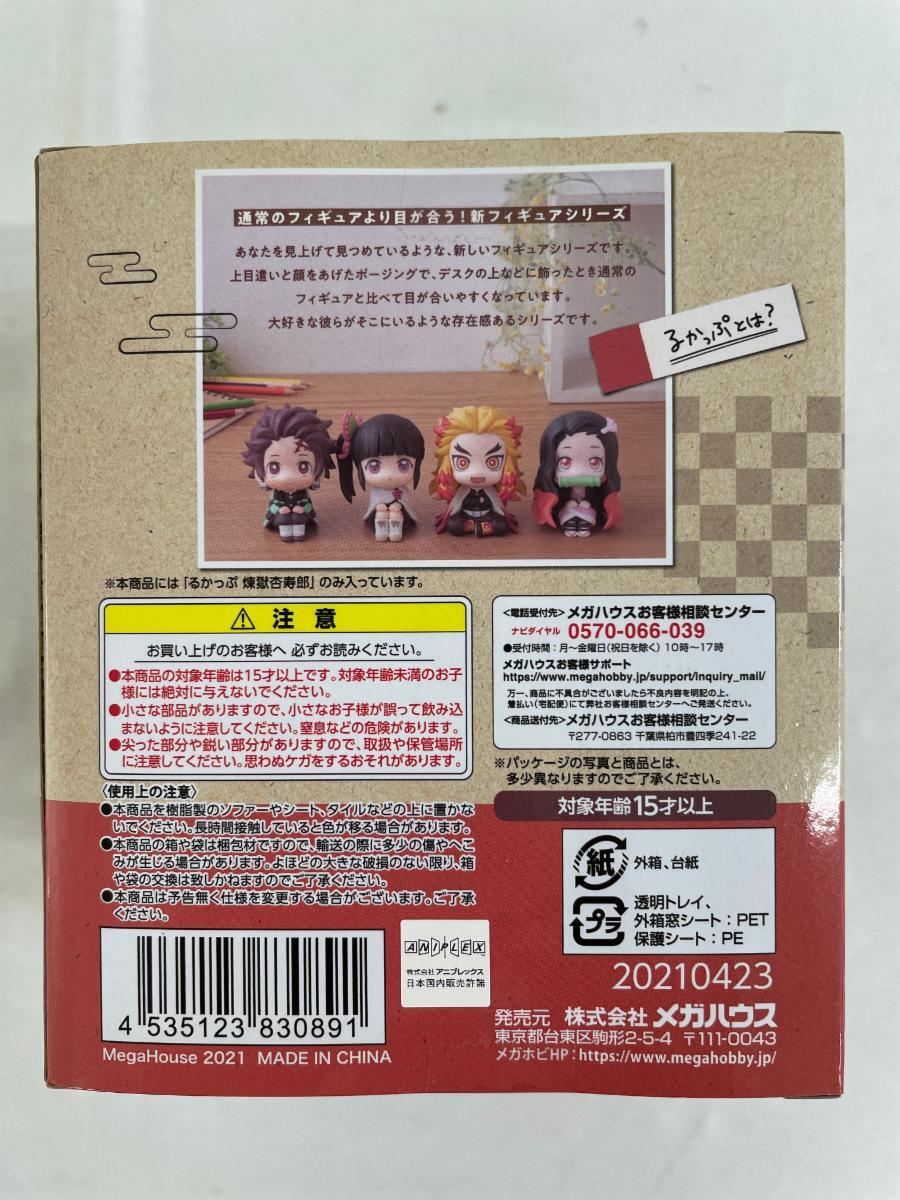 通常のフィギュアより目が合う！新フィギュアシリーズ
あなたを見上げて見つめているような、新しいフィギュアシリーズです。
上目遣いと顔をあげたポージングで、デスクの上などに飾ったとき通常の
フィギュアと比べて目が合いやすくなっています。
大好きな彼らがそこにいるような存在感あるシリーズです。
るかっぷとは？
※本商品には「るかっぷ 煉獄杏寿郎」のみ入っています。
注意
お買い上げのお客様へ 必ずお読みください。
●本商品の対象年齢は15才以上です。対象年齢未満のお子
様には絶対に与えないでください。
●小さな部品がありますので、小さなお子様が誤って飲み込
まないように注意してください。窒息などの危険があります。
●尖った部分や鋭い部分がありますので、取扱や保管場所
に注意してください。思わぬケガをするおそれがあります。
〈使用上の注意〉
●本商品を樹脂製のソファーやシート、タイルなどの上に置かな
いでください。長時間接触していると色が移る場合があります。
●本商品の箱や袋は梱包材ですので、輸送の際に多少の傷やへこ
みが生じる場合があります。よほどの大きな破損のない限り、箱
や袋の交換は致しかねますのでご了承ください。
●本商品は予告無く仕様を変更する場合がございます。ご了承
ください。
4 535123 830891
MegaHouse 2021 MADE IN CHINA
ANIPLEX
株式会社アニプレックス
日本国内販売許諾
<電話受付先> メガハウスお客様相談センター
ナビダイヤル 0570-066-039
●受付時間：月〜金曜日(祝日を除く) 10時〜17時
メガハウスお客様サポート
https://www.megahobby.jp/support/inquiry_mail/
万一、商品に不具合がございましたら不良内容を明記の上、
着払い(宅配便)にて弊社お客様相談センターへご発送ください。
<商品送付先> メガハウスお客様相談センター
〒277-0863 千葉県柏市豊四季241-22
※パッケージの写真と商品とは、
多少異なりますのでご了承ください。
対象年齢15才以上
紙 外箱、台紙
プラ 透明トレイ、
外箱窓シート：PET
保護シート：PE
20210423
発売元 株式会社 メガハウス
東京都台東区駒形2-5-4 〒111-0043
メガホビHP：https://www.megahobby.jp/